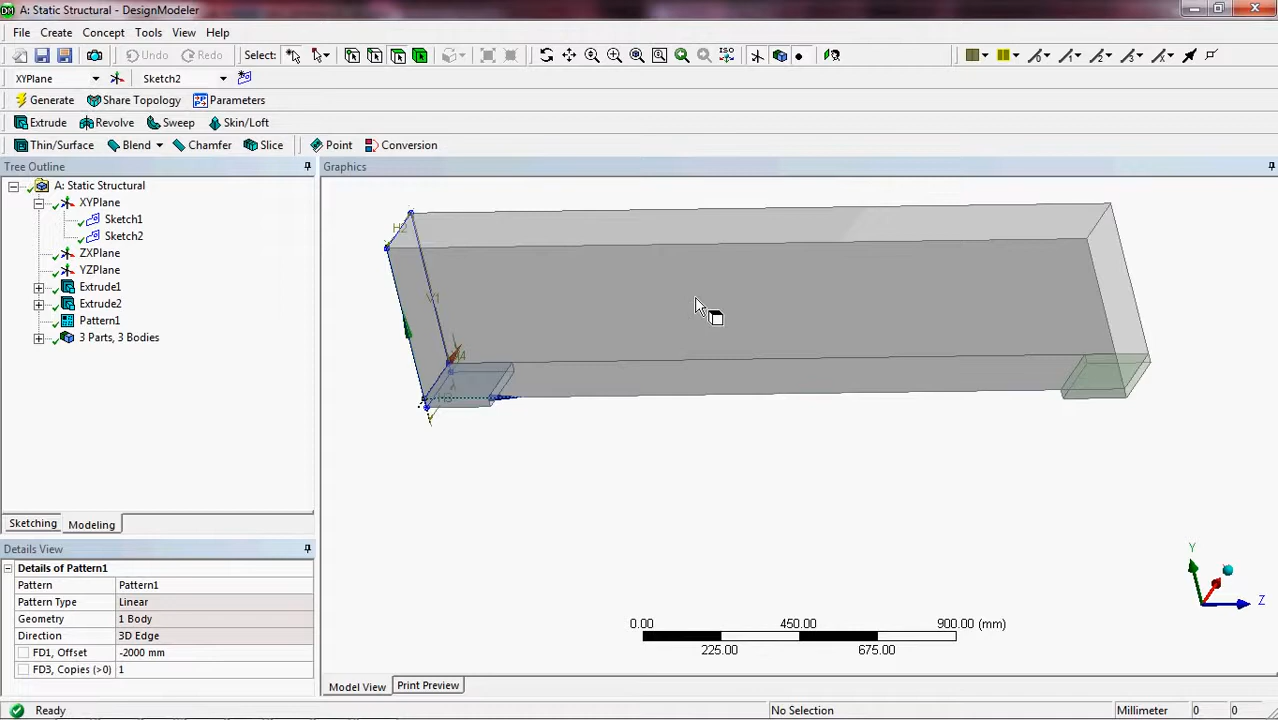 A: Static Structural - DesignModeler
File Create Concept Tools View Help
Undo Redo Select:
XYPlane Sketch2
Generate Share Topology Parameters
Extrude Revolve Sweep Skin/Loft
Thin/Surface Blend Chamfer Slice Point Conversion
Tree Outline
A: Static Structural
XYPlane
Sketch1
Sketch2
ZXPlane
YZPlane
Extrude1
Extrude2
Pattern1
3 Parts, 3 Bodies
Sketching Modeling
Details View
Details of Pattern1
Pattern Pattern1
Pattern Type Linear
Geometry 1 Body
Direction 3D Edge
FD1, Offset -2000 mm
FD3, Copies (>0) 1
Graphics
H2
V1
Y
Z
0.00 450.00 900.00 (mm)
225.00 675.00
Model View Print Preview
Ready No Selection Millimeter 0 0